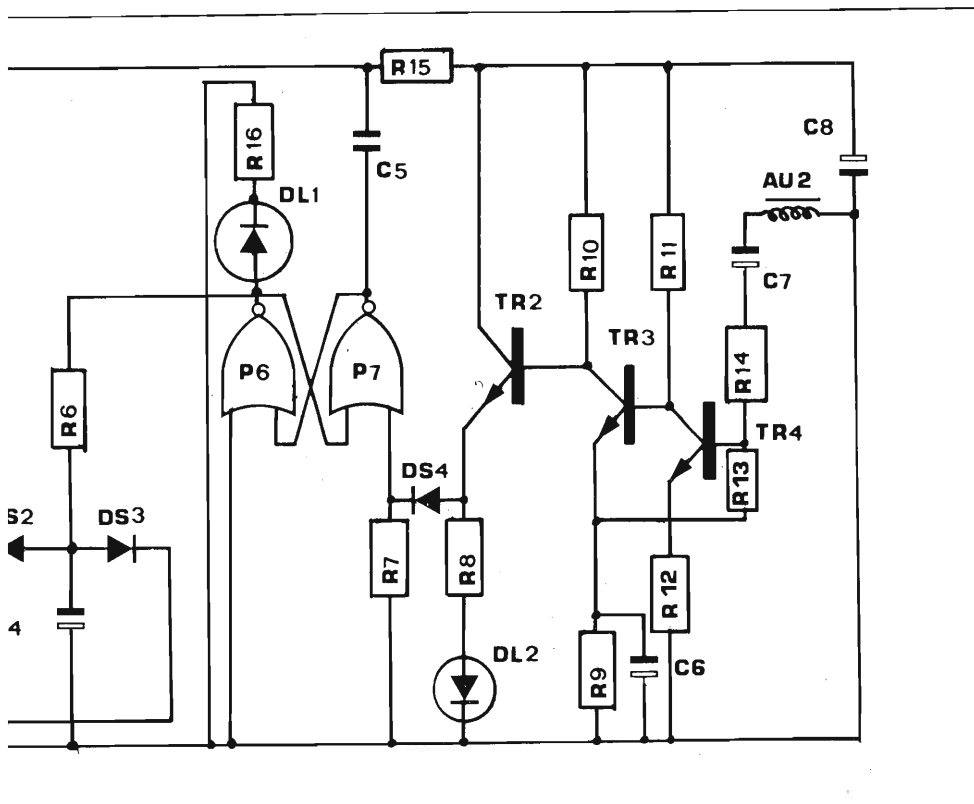 R15
C8
R16
C5
DL1
AU2
R10
R11
C7
TR2
TR3
R14
P6
P7
R6
TR4
DS4
R13
S2
DS3
R7
R8
R12
4
DL2
R9
C6